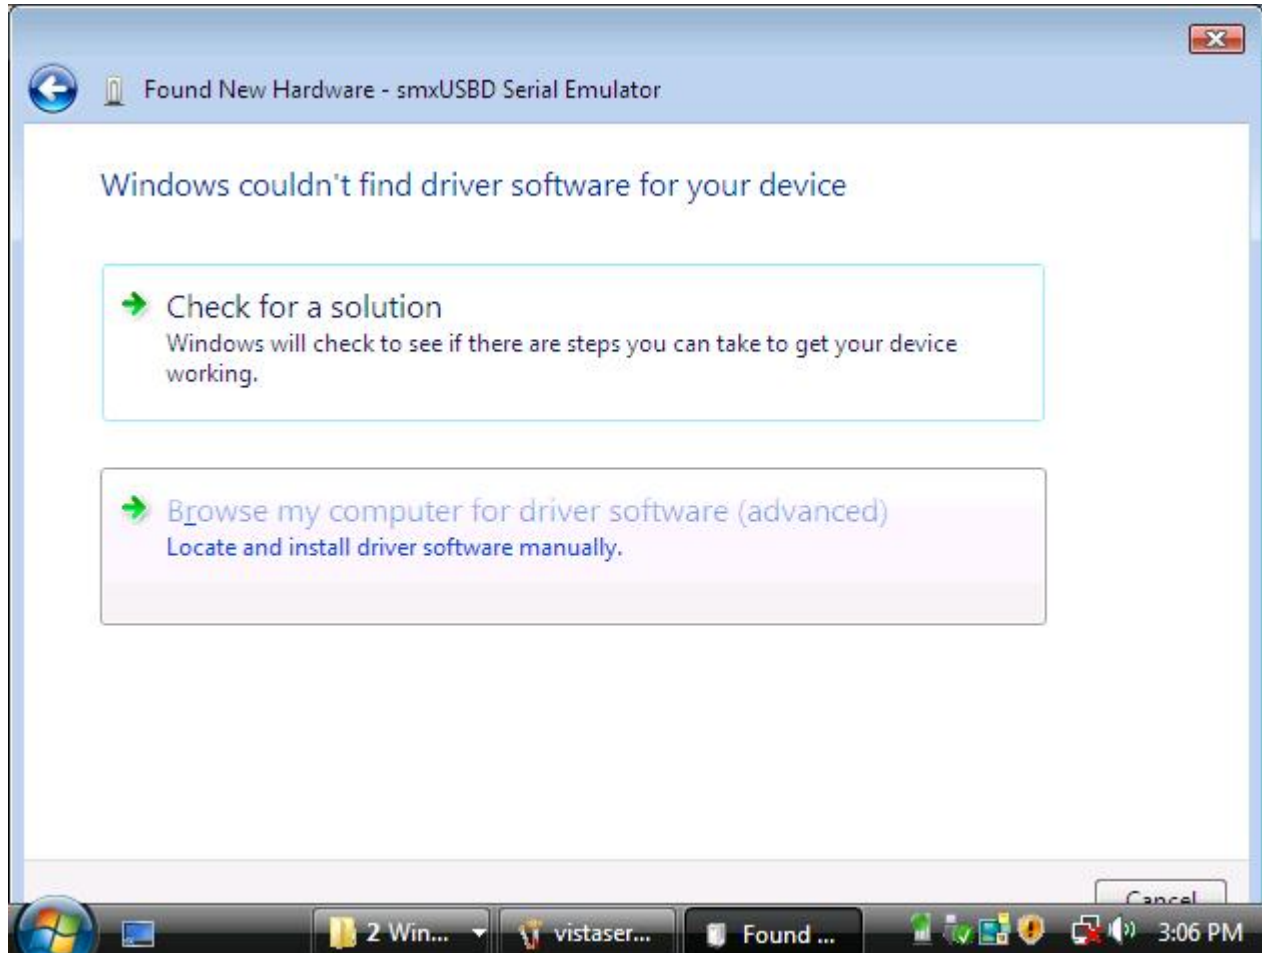 Found New Hardware - smxUSBD Serial Emulator
Windows couldn't find driver software for your device
Check for a solution
Windows will check to see if there are steps you can take to get your device
working.
Browse my computer for driver software (advanced)
Locate and install driver software manually.
Cancel
2 Win...
vistaser...
Found ...
3:06 PM